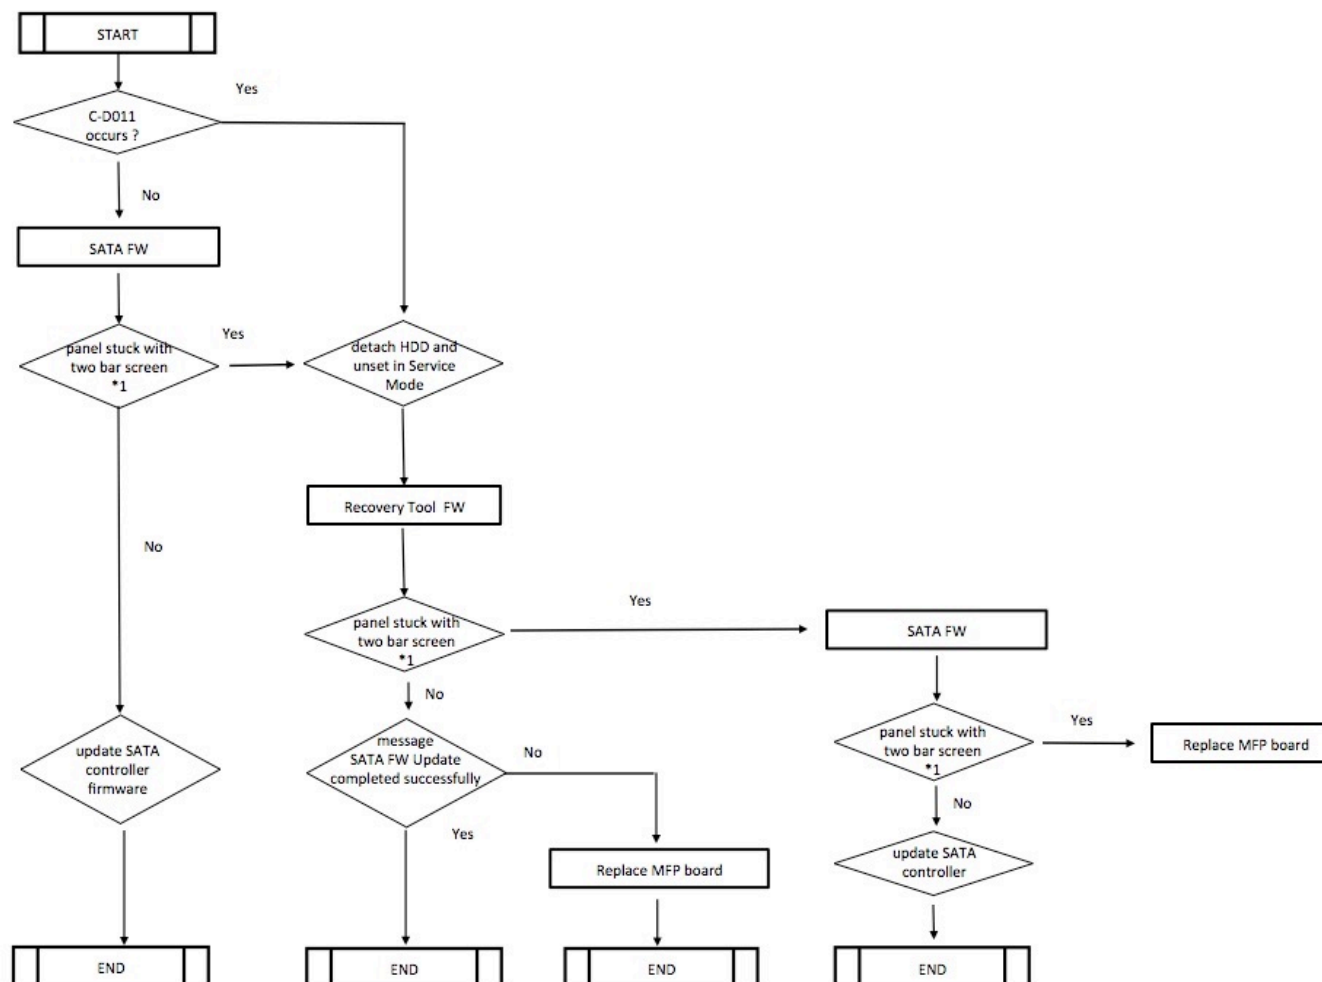 START
Yes
C-D011
occurs ?
No
SATA FW
panel stuck with
two bar screen
*1
Yes
detach HDD and
unset in Service
Mode
Recovery Tool FW
No
panel stuck with
two bar screen
*1
Yes
SATA FW
No
panel stuck with
two bar screen
*1
Yes
Replace MFP board
update SATA
controller
firmware
message
SATA FW Update
completed successfully
No
Yes
Replace MFP board
No
update SATA
controller
END
END
END
END